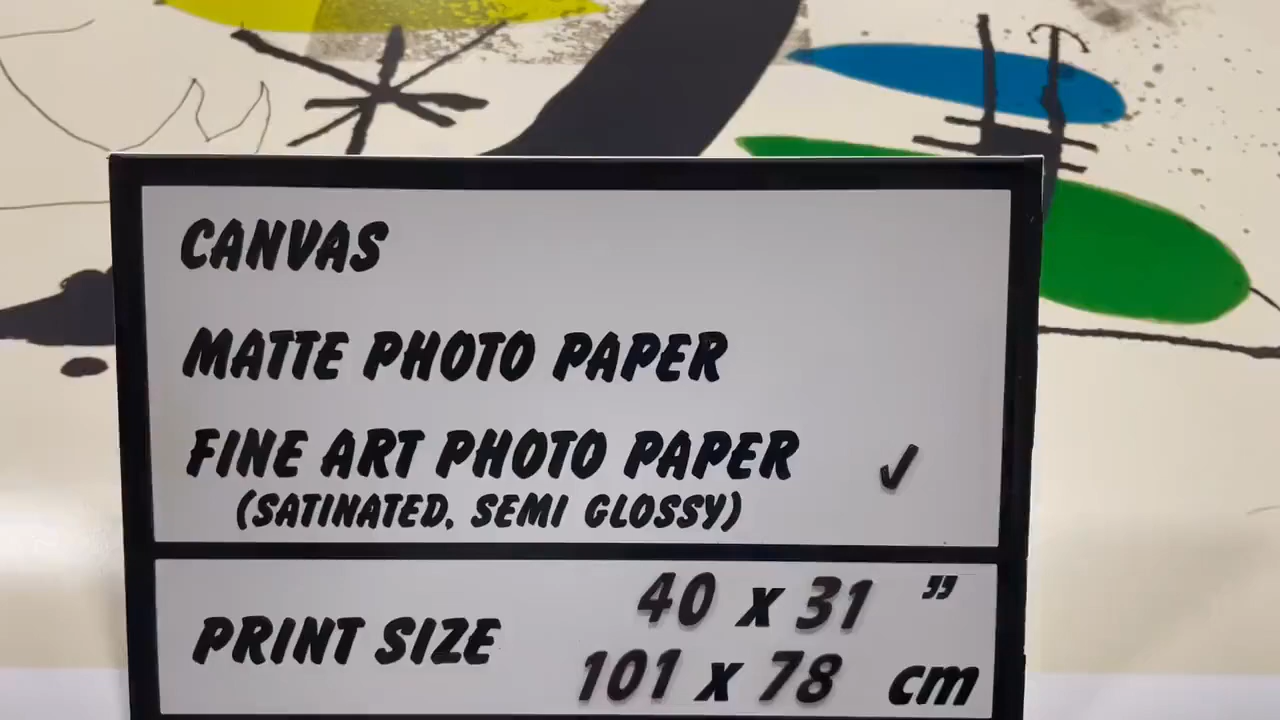 CANVAS
MATTE PHOTO PAPER
FINE ART PHOTO PAPER ✓
(SATINATED, SEMI GLOSSY)
PRINT SIZE
40 x 31 ”
101 x 78 cm